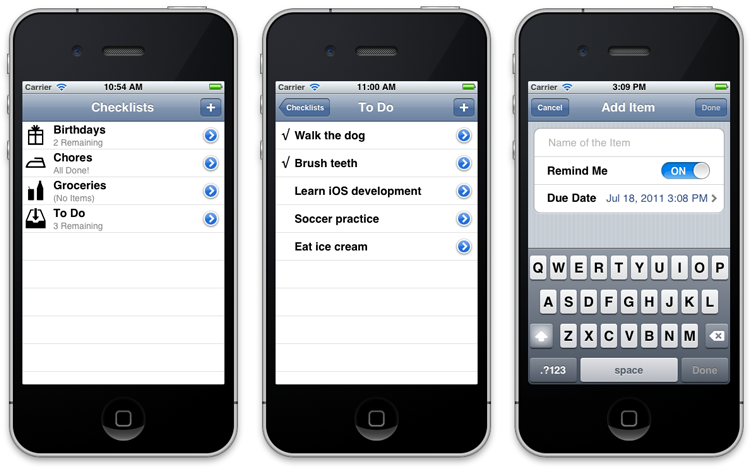 Carrier 10:54 AM
Checklists +
Birthdays
2 Remaining
Chores
All Done!
Groceries
(No Items)
To Do
3 Remaining
Carrier 11:00 AM
Checklists To Do +
√ Walk the dog
√ Brush teeth
Learn iOS development
Soccer practice
Eat ice cream
Carrier 3:09 PM
Cancel Add Item Done
Name of the Item
Remind Me ON
Due Date Jul 18, 2011 3:08 PM
Q W E R T Y U I O P
A S D F G H J K L
Z X C V B N M
.?123 space Done